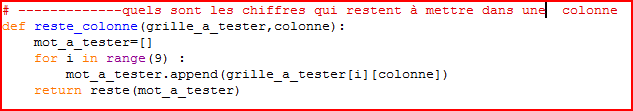 # -------------quels sont les chiffres qui restent à mettre dans une  colonne
def reste_colonne(grille_a_tester,colonne):
    mot_a_tester=[]
    for i in range(9) :
        mot_a_tester.append(grille_a_tester[i][colonne])
    return reste(mot_a_tester)